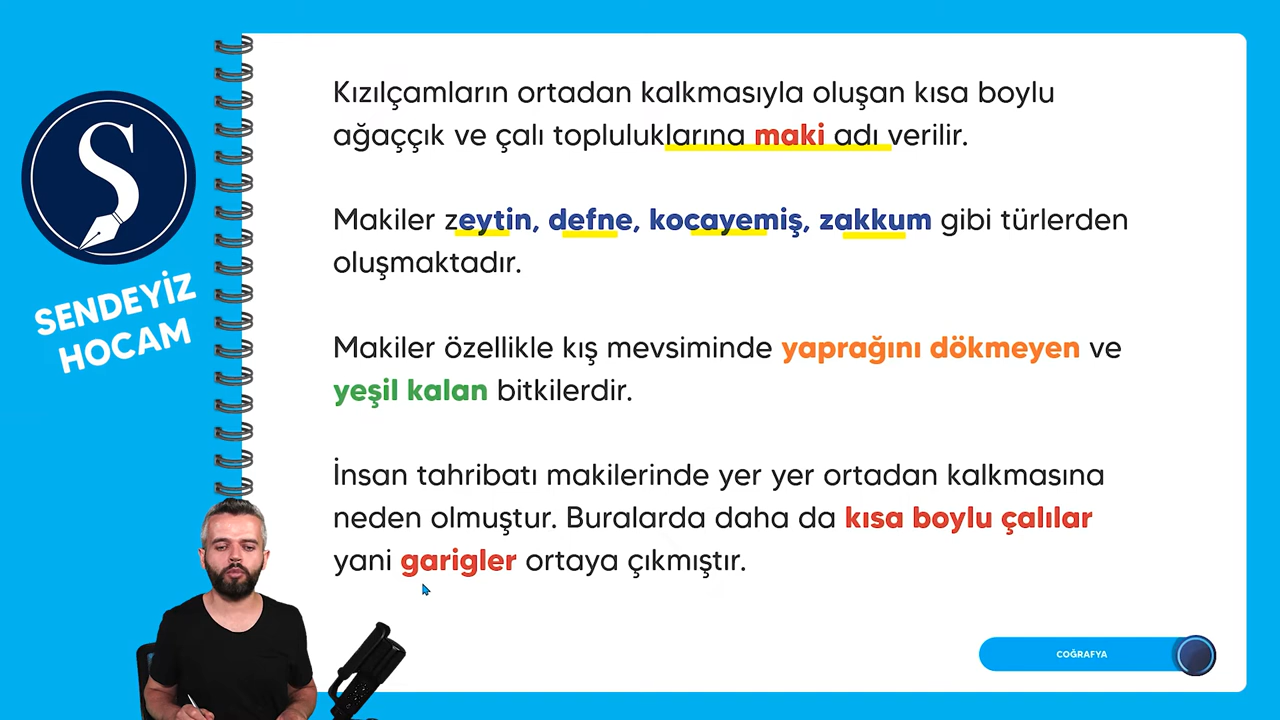 S
SENDEYİZ
HOCAM
Kızılçamların ortadan kalkmasıyla oluşan kısa boylu
ağaççık ve çalı topluluklarına maki adı verilir.
Makiler zeytin, defne, kocayemiş, zakkum gibi türlerden
oluşmaktadır.
Makiler özellikle kış mevsiminde yaprağını dökmeyen ve
yeşil kalan bitkilerdir.
İnsan tahribatı makilerinde yer yer ortadan kalkmasına
neden olmuştur. Buralarda daha da kısa boylu çalılar
yani garigler ortaya çıkmıştır.
COĞRAFYA